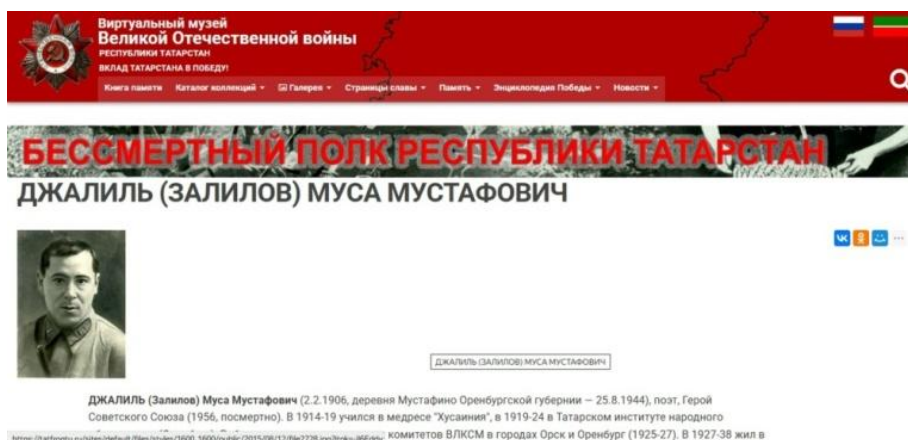 Виртуальный музей
Великой Отечественной войны
РЕСПУБЛИКИ ТАТАРСТАН
ВКЛАД ТАТАРСТАНА В ПОБЕДУ!
Книга памяти Каталог коллекций Галерея Страницы славы Память Энциклопедия Победы Новости
БЕССМЕРТНЫЙ ПОЛК РЕСПУБЛИКИ ТАТАРСТАН
ДЖАЛИЛЬ (ЗАЛИЛОВ) МУСА МУСТАФОВИЧ
ДЖАЛИЛЬ (ЗАЛИЛОВ) МУСА МУСТАФОВИЧ
ДЖАЛИЛЬ (Залилов) Муса Мустафович (2.2.1906, деревня Мустафино Оренбургской губернии — 25.8.1944), поэт, Герой
Советского Союза (1956, посмертно). В 1914-19 учился в медресе "Хусаиния", в 1919-24 в Татарском институте народного
комитетов ВЛКСМ в городах Орск и Оренбург (1925-27). В 1927-38 жил в